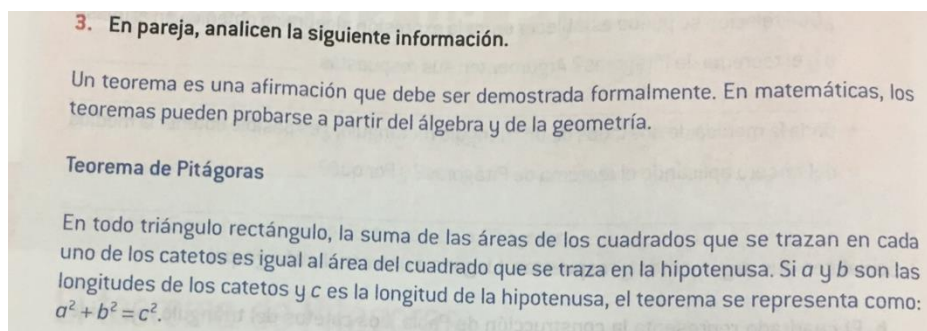 3. En pareja, analicen la siguiente información.
Un teorema es una afirmación que debe ser demostrada formalmente. En matemáticas, los
teoremas pueden probarse a partir del álgebra y de la geometría.
Teorema de Pitágoras
En todo triángulo rectángulo, la suma de las áreas de los cuadrados que se trazan en cada
uno de los catetos es igual al área del cuadrado que se traza en la hipotenusa. Si a y b son las
longitudes de los catetos y c es la longitud de la hipotenusa, el teorema se representa como:
a² + b² = c².